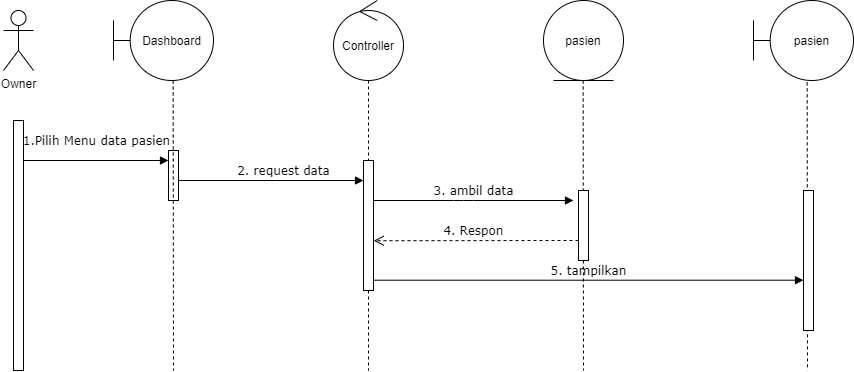 Owner
Dashboard
Controller
pasien
pasien
1.Pilih Menu data pasien
2. request data
3. ambil data
4. Respon
5. tampilkan